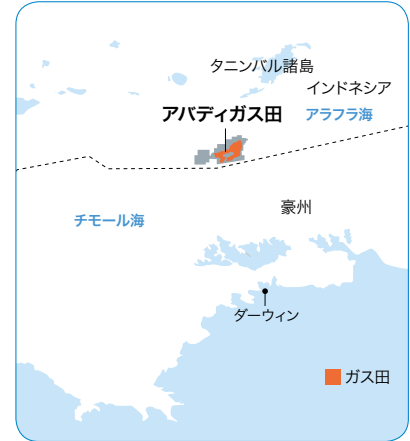 タニンバル諸島
インドネシア
アバディガス田
アラフラ海
チモール海
豪州
ダーウィン
ガス田